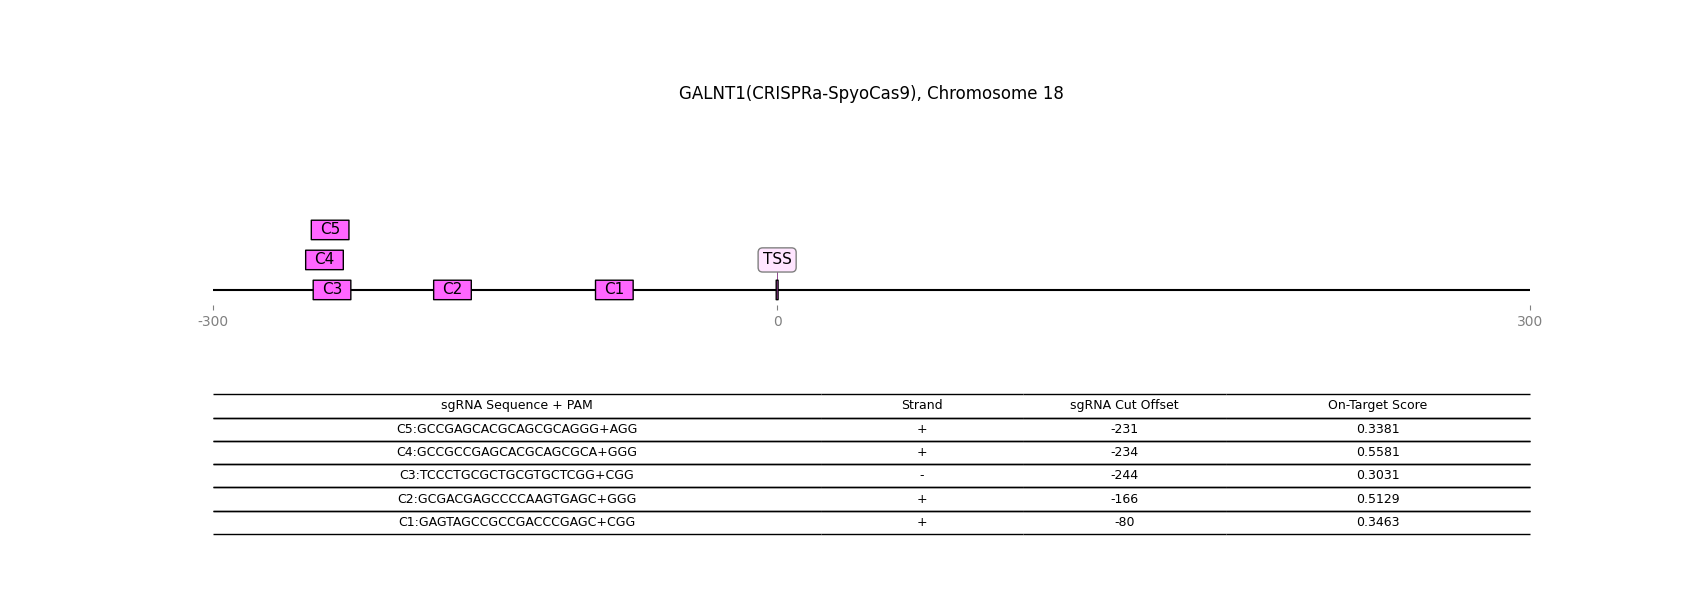 GALNT1(CRISPRa-SpyoCas9), Chromosome 18
C5
C4
TSS
C3 C2 C1
-300 0 300
sgRNA Sequence + PAM Strand sgRNA Cut Offset On-Target Score
C5:GCCGAGCACGCAGCGCAGGG+AGG + -231 0.3381
C4:GCCGCCGAGCACGCAGCGCA+GGG + -234 0.5581
C3:TCCCTGCGCTGCGTGCTCGG+CGG - -244 0.3031
C2:GCGACGAGCCCCAAGTGAGC+GGG + -166 0.5129
C1:GAGTAGCCGCCGACCCGAGC+CGG + -80 0.3463